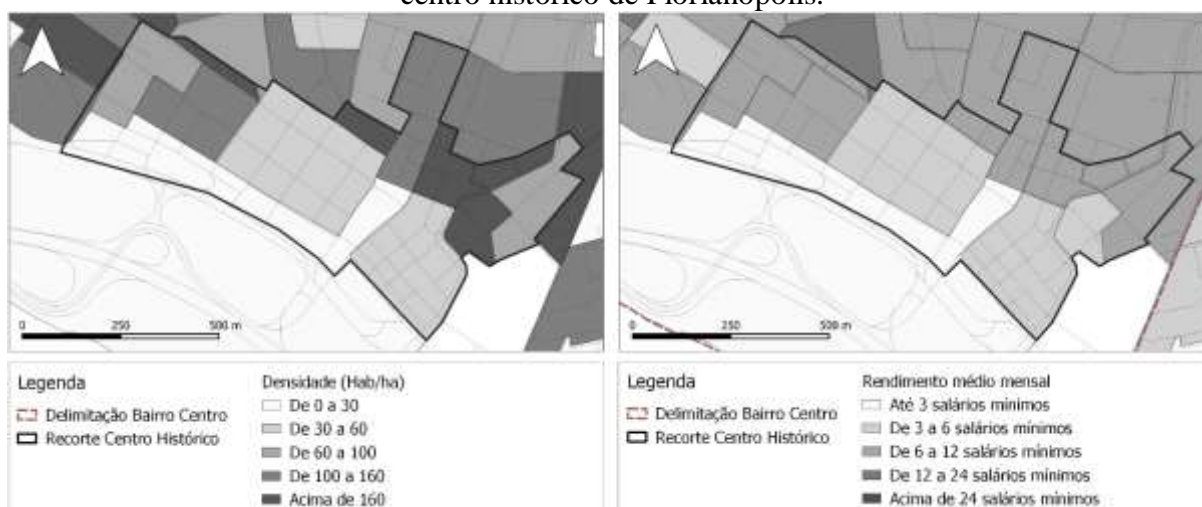 centro histórico de Florianópolis.
0 250 500 m
0 250 500 m
Legenda
Delimitação Bairro Centro
Recorte Centro Histórico
Densidade (Hab/ha)
De 0 a 30
De 30 a 60
De 60 a 100
De 100 a 160
Acima de 160
Legenda
Delimitação Bairro Centro
Recorte Centro Histórico
Rendimento médio mensal
Até 3 salários mínimos
De 3 a 6 salários mínimos
De 6 a 12 salários mínimos
De 12 a 24 salários mínimos
Acima de 24 salários mínimos